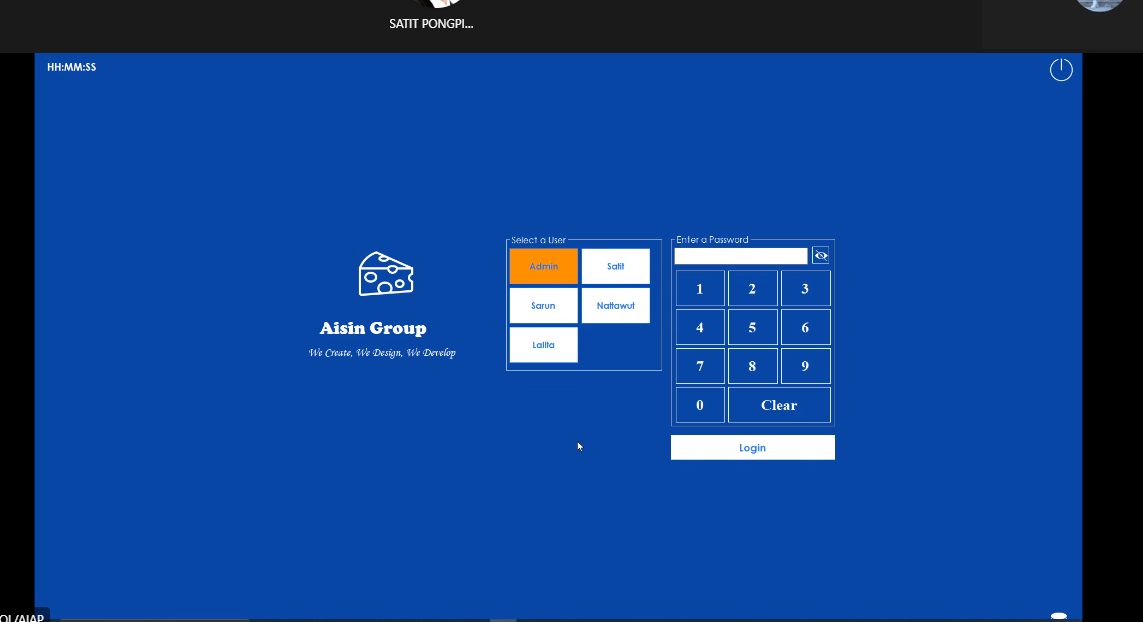 SATIT PONGPI...
HH:MM:SS
Select a User
Enter a Password
Admin
Satit
Sarun
Nattawut
Lalita
1 2 3
4 5 6
7 8 9
0 Clear
Login
Aisin Group
We Create, We Design, We Develop